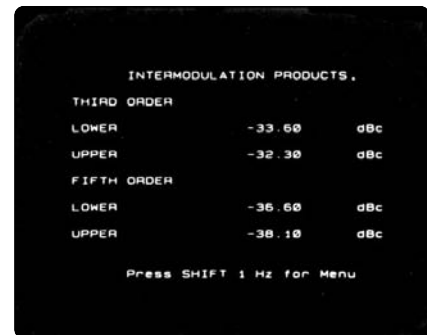 INTERMODULATION PRODUCTS.
THIRD ORDER
LOWER -33.60 dBc
UPPER -32.30 dBc
FIFTH ORDER
LOWER -36.60 dBc
UPPER -38.10 dBc
Press SHIFT 1 Hz for Menu